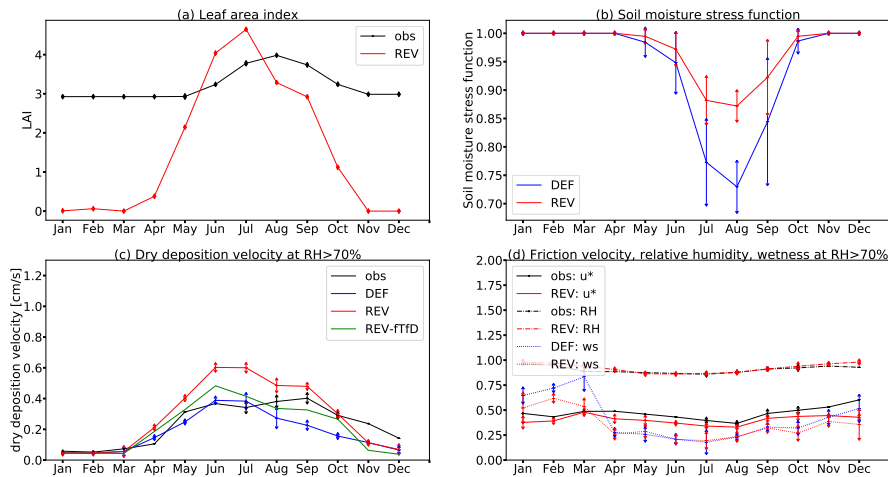 (a) Leaf area index
LAI
4
3
2
1
0
obs
REV
Jan Feb Mar Apr May Jun Jul Aug Sep Oct Nov Dec
(b) Soil moisture stress function
Soil moisture stress function
1.00
0.95
0.90
0.85
0.80
0.75
0.70
DEF
REV
Jan Feb Mar Apr May Jun Jul Aug Sep Oct Nov Dec
(c) Dry deposition velocity at RH>70%
dry deposition velocity [cm/s]
1.2
1.0
0.8
0.6
0.4
0.2
0.0
obs
DEF
REV
REV-fTfD
Jan Feb Mar Apr May Jun Jul Aug Sep Oct Nov Dec
(d) Friction velocity, relative humidity, wetness at RH>70%
2.00
1.75
1.50
1.25
1.00
0.75
0.50
0.25
0.00
obs: u*
REV: u*
obs: RH
REV: RH
DEF: ws
REV: ws
Jan Feb Mar Apr May Jun Jul Aug Sep Oct Nov Dec